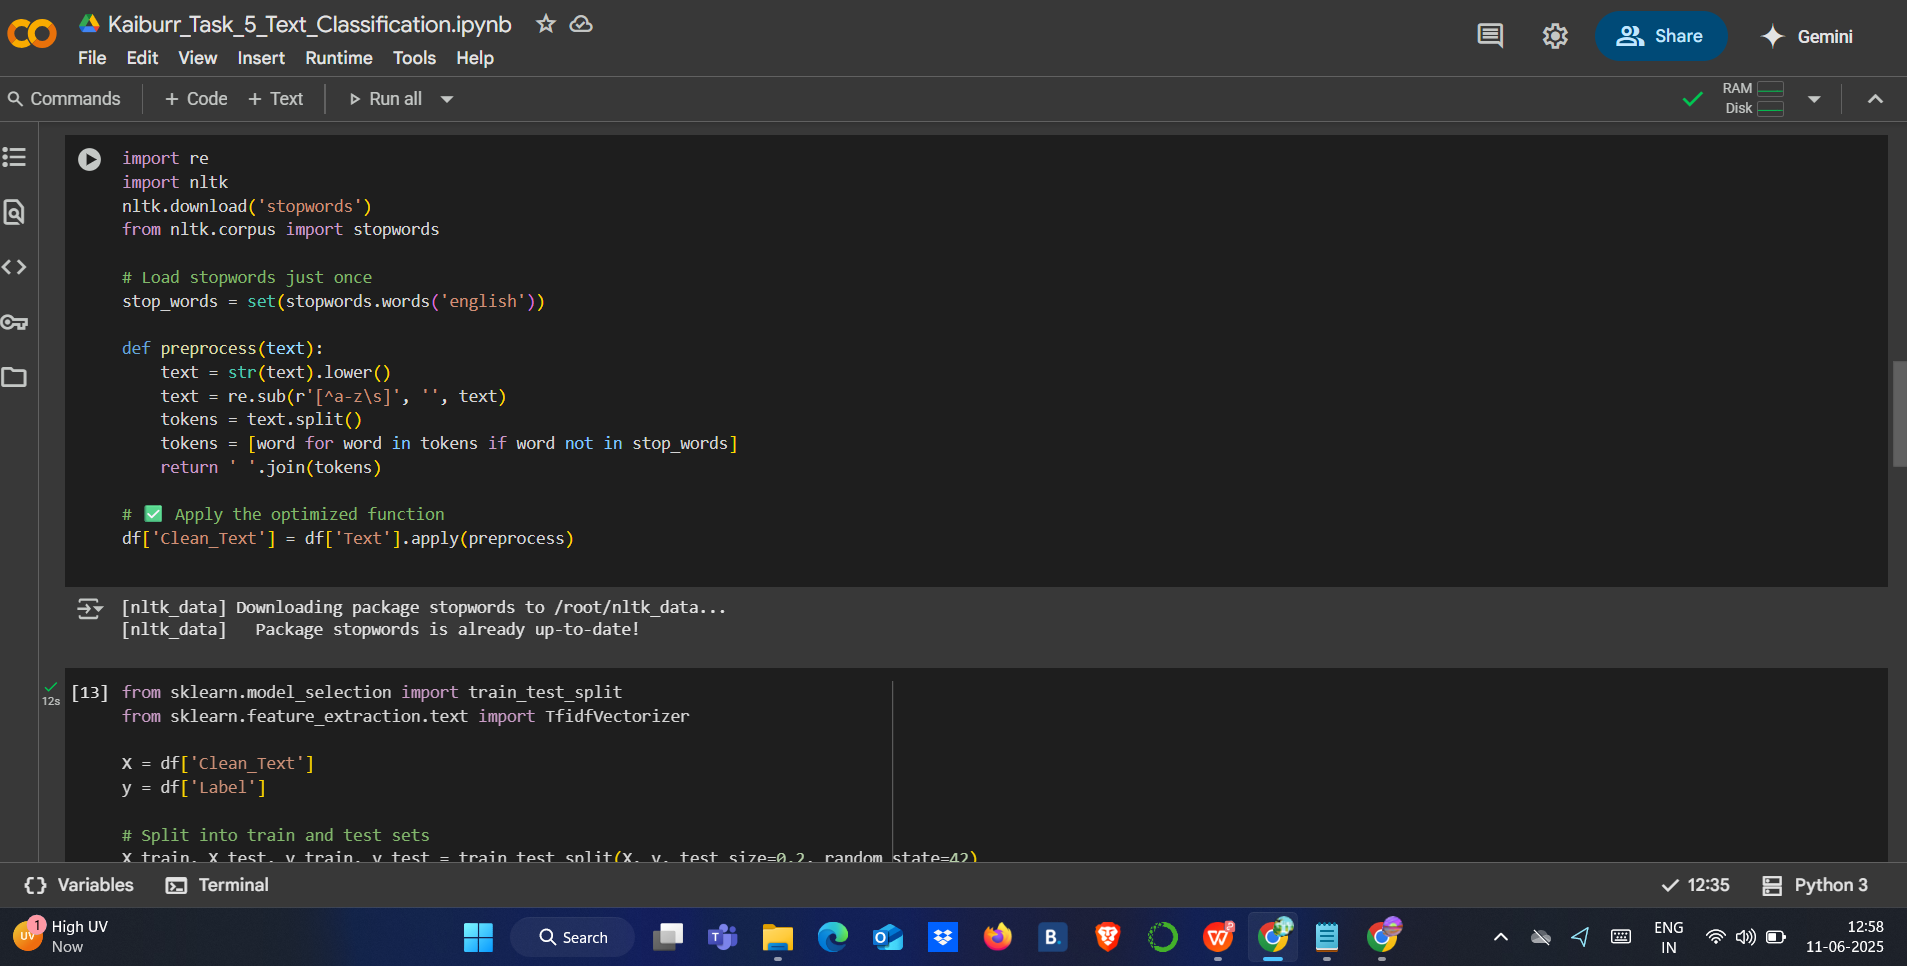 Kaiburr_Task_5_Text_Classification.ipynb
File Edit View Insert Runtime Tools Help
Share
Gemini
Commands + Code + Text Run all
RAM
Disk
import re
import nltk
nltk.download('stopwords')
from nltk.corpus import stopwords
# Load stopwords just once
stop_words = set(stopwords.words('english'))
def preprocess(text):
text = str(text).lower()
text = re.sub(r'[^a-z\s]', '', text)
tokens = text.split()
tokens = [word for word in tokens if word not in stop_words]
return ' '.join(tokens)
# ✅ Apply the optimized function
df['Clean_Text'] = df['Text'].apply(preprocess)
[nltk_data] Downloading package stopwords to /root/nltk_data...
[nltk_data]   Package stopwords is already up-to-date!
12s
[13] from sklearn.model_selection import train_test_split
from sklearn.feature_extraction.text import TfidfVectorizer
X = df['Clean_Text']
y = df['Label']
# Split into train and test sets
X_train, X_test, y_train, y_test = train_test_split(X, y, test_size=0.2, random_state=42)
{} Variables Terminal
12:35 Python 3
1
UV
High UV
Now
Search
B.
ENG
IN
12:58
11-06-2025